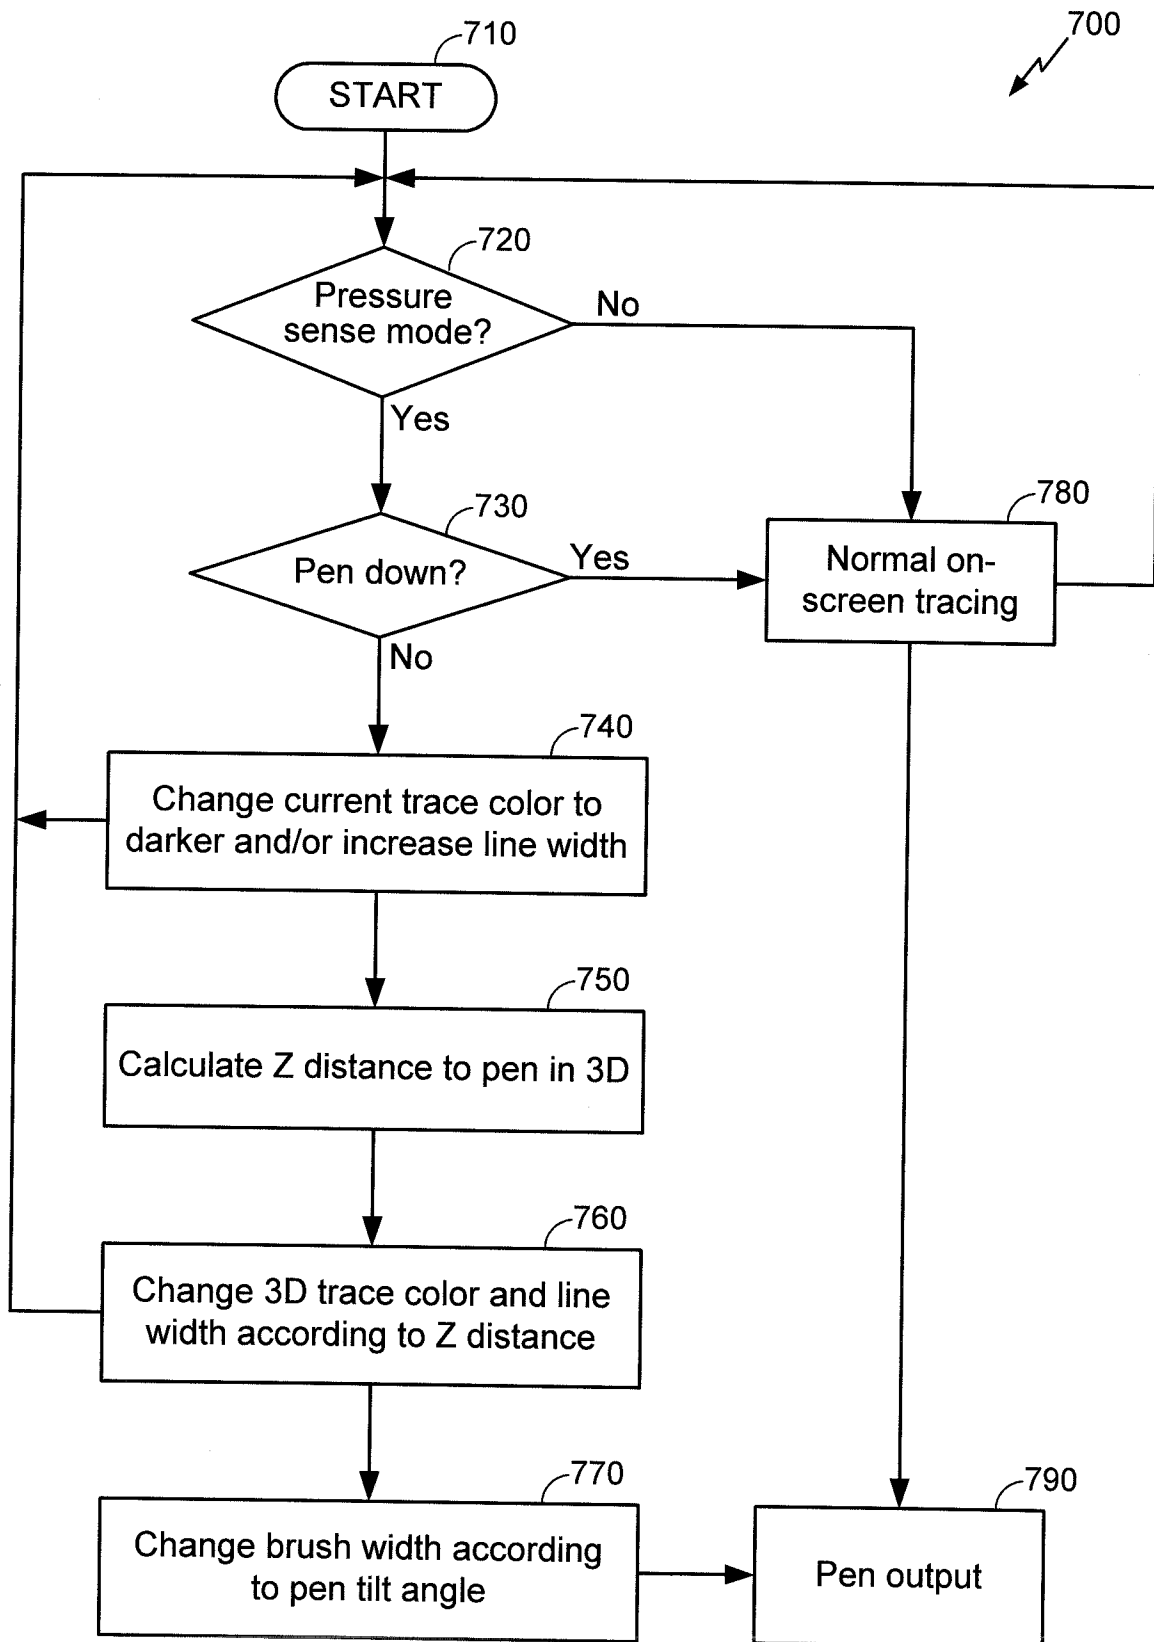 700
710
START
720
Pressure
sense mode?
No
Yes
730
Pen down?
Yes
No
780
Normal on-
screen tracing
740
Change current trace color to
darker and/or increase line width
750
Calculate Z distance to pen in 3D
760
Change 3D trace color and line
width according to Z distance
770
Change brush width according
to pen tilt angle
790
Pen output